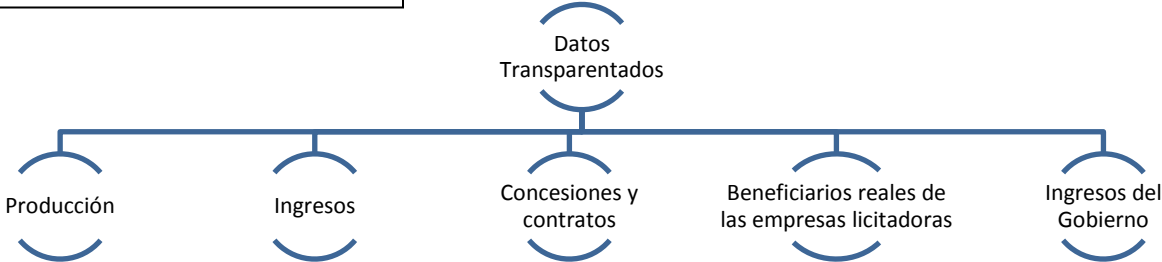 Datos
Transparentados
Producción
Ingresos
Concesiones y
contratos
Beneficiarios reales de
las empresas licitadoras
Ingresos del
Gobierno